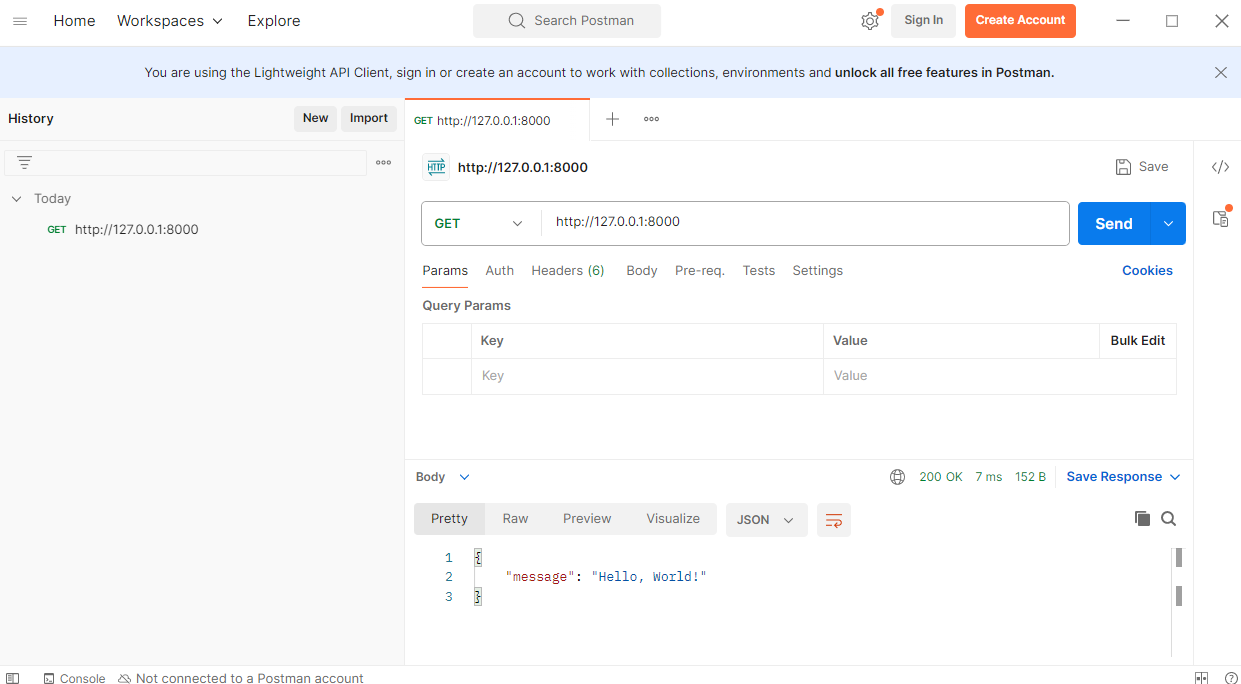 Home Workspaces Explore Search Postman Sign In Create Account
You are using the Lightweight API Client, sign in or create an account to work with collections, environments and unlock all free features in Postman.
History New Import
GET http://127.0.0.1:8000
HTTP http://127.0.0.1:8000 Save
Today
GET http://127.0.0.1:8000
GET http://127.0.0.1:8000 Send
Params Auth Headers (6) Body Pre-req. Tests Settings Cookies
Query Params
Key Value Bulk Edit
Key Value
Body 200 OK 7 ms 152 B Save Response
Pretty Raw Preview Visualize JSON
1 {
2 "message": "Hello, World!"
3 }
Console Not connected to a Postman account